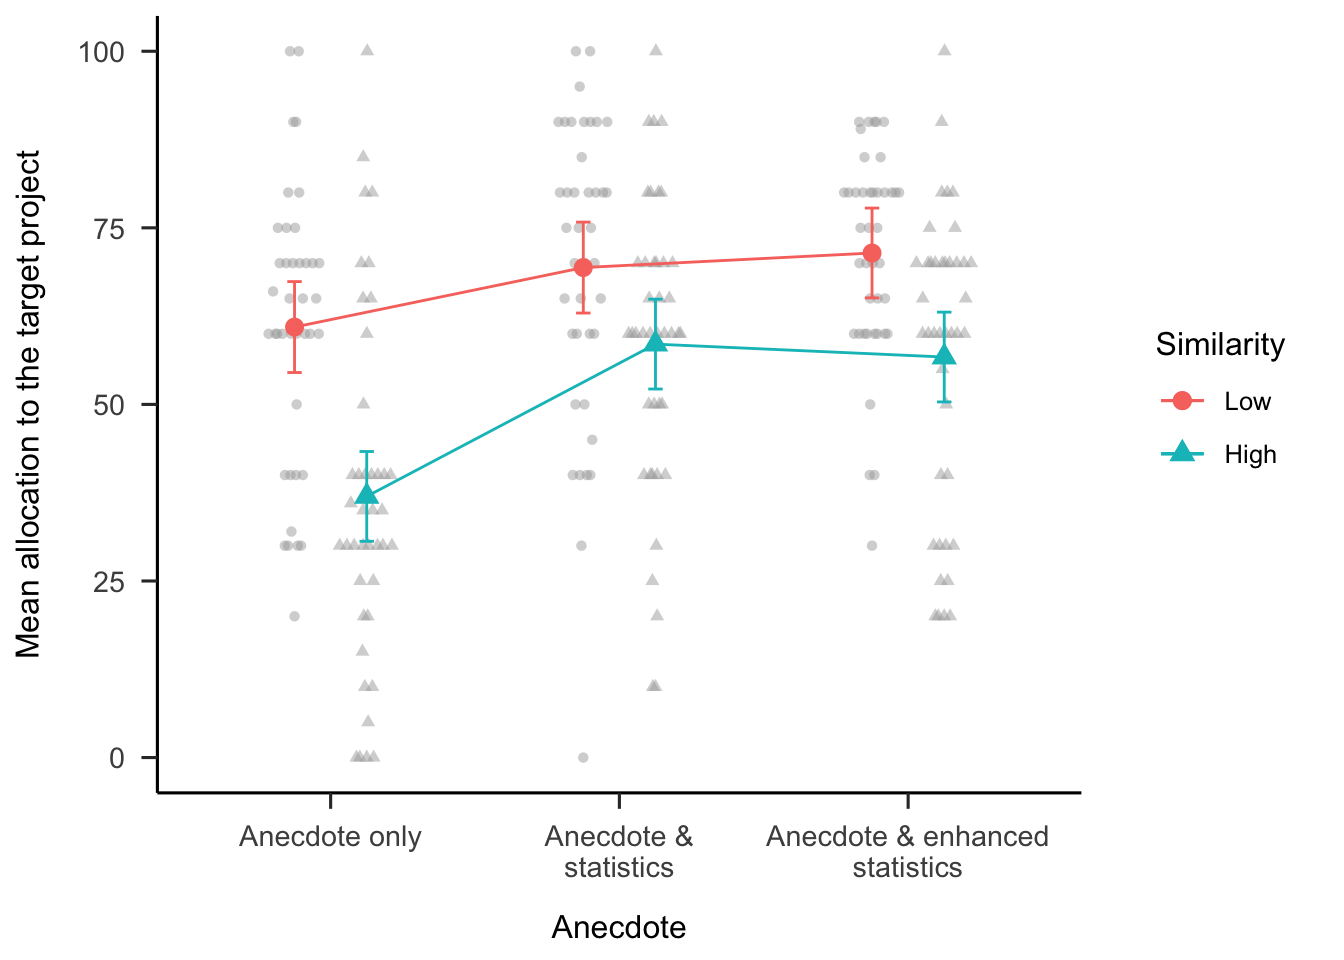 Mean allocation to the target project
100
75
50
25
0
Anecdote only
Anecdote &
statistics
Anecdote & enhanced
statistics
Anecdote
Similarity
Low
High